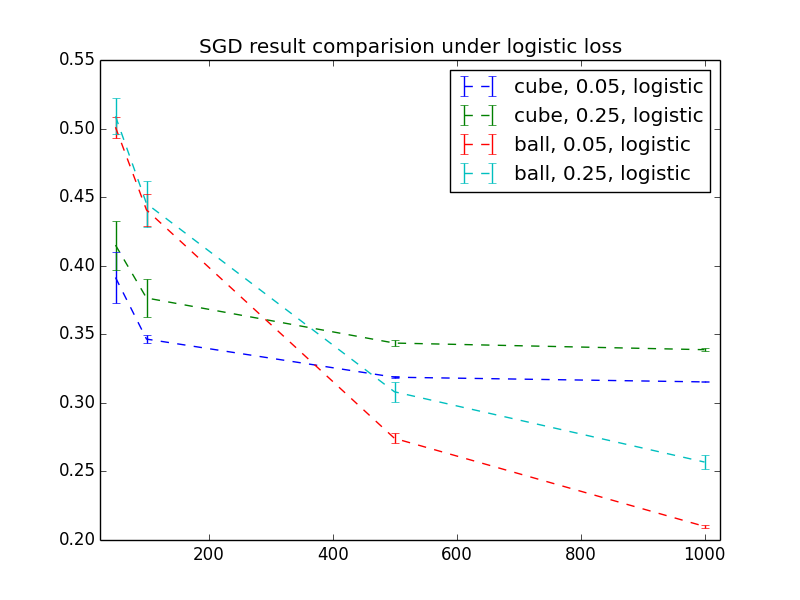 SGD result comparision under logistic loss
0.55
0.50
0.45
0.40
0.35
0.30
0.25
0.20
cube, 0.05, logistic
cube, 0.25, logistic
ball, 0.05, logistic
ball, 0.25, logistic
200
400
600
800
1000